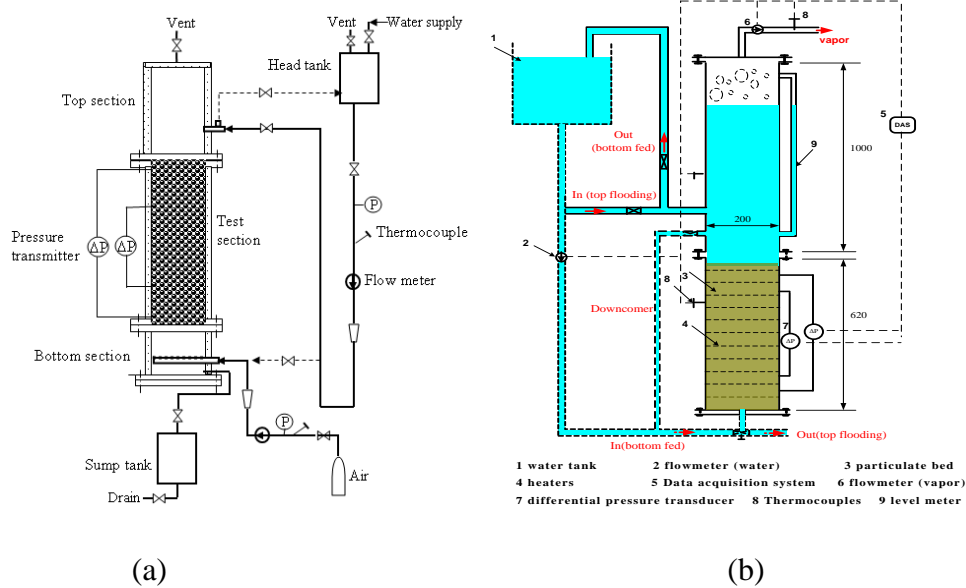 Vent
Vent
Water supply
Head tank
Top section
Test section
Pressure transmitter
ΔP
ΔP
P
Thermocouple
Flow meter
Bottom section
P
Sump tank
Air
Drain
(a)
1
6
8
vapor
5
DAS
Out
(bottom fed)
1000
9
In (top flooding)
200
2
3
8
Downcomer
4
7
ΔP
ΔP
620
In(bottom fed)
Out(top flooding)
1 water tank 2 flowmeter (water) 3 particulate bed
4 heaters 5 Data acquisition system 6 flowmeter (vapor)
7 differential pressure transducer 8 Thermocouples 9 level meter
(b)